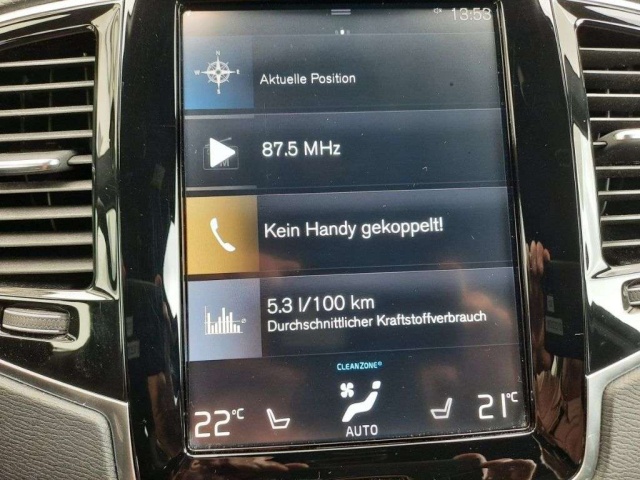 13:53
N
W E
S
Aktuelle Position
87.5 MHz
Kein Handy gekoppelt!
5.3 l/100 km
Durchschnittlicher Kraftstoffverbrauch
CLEANZONE®
22°C
AUTO
21°C